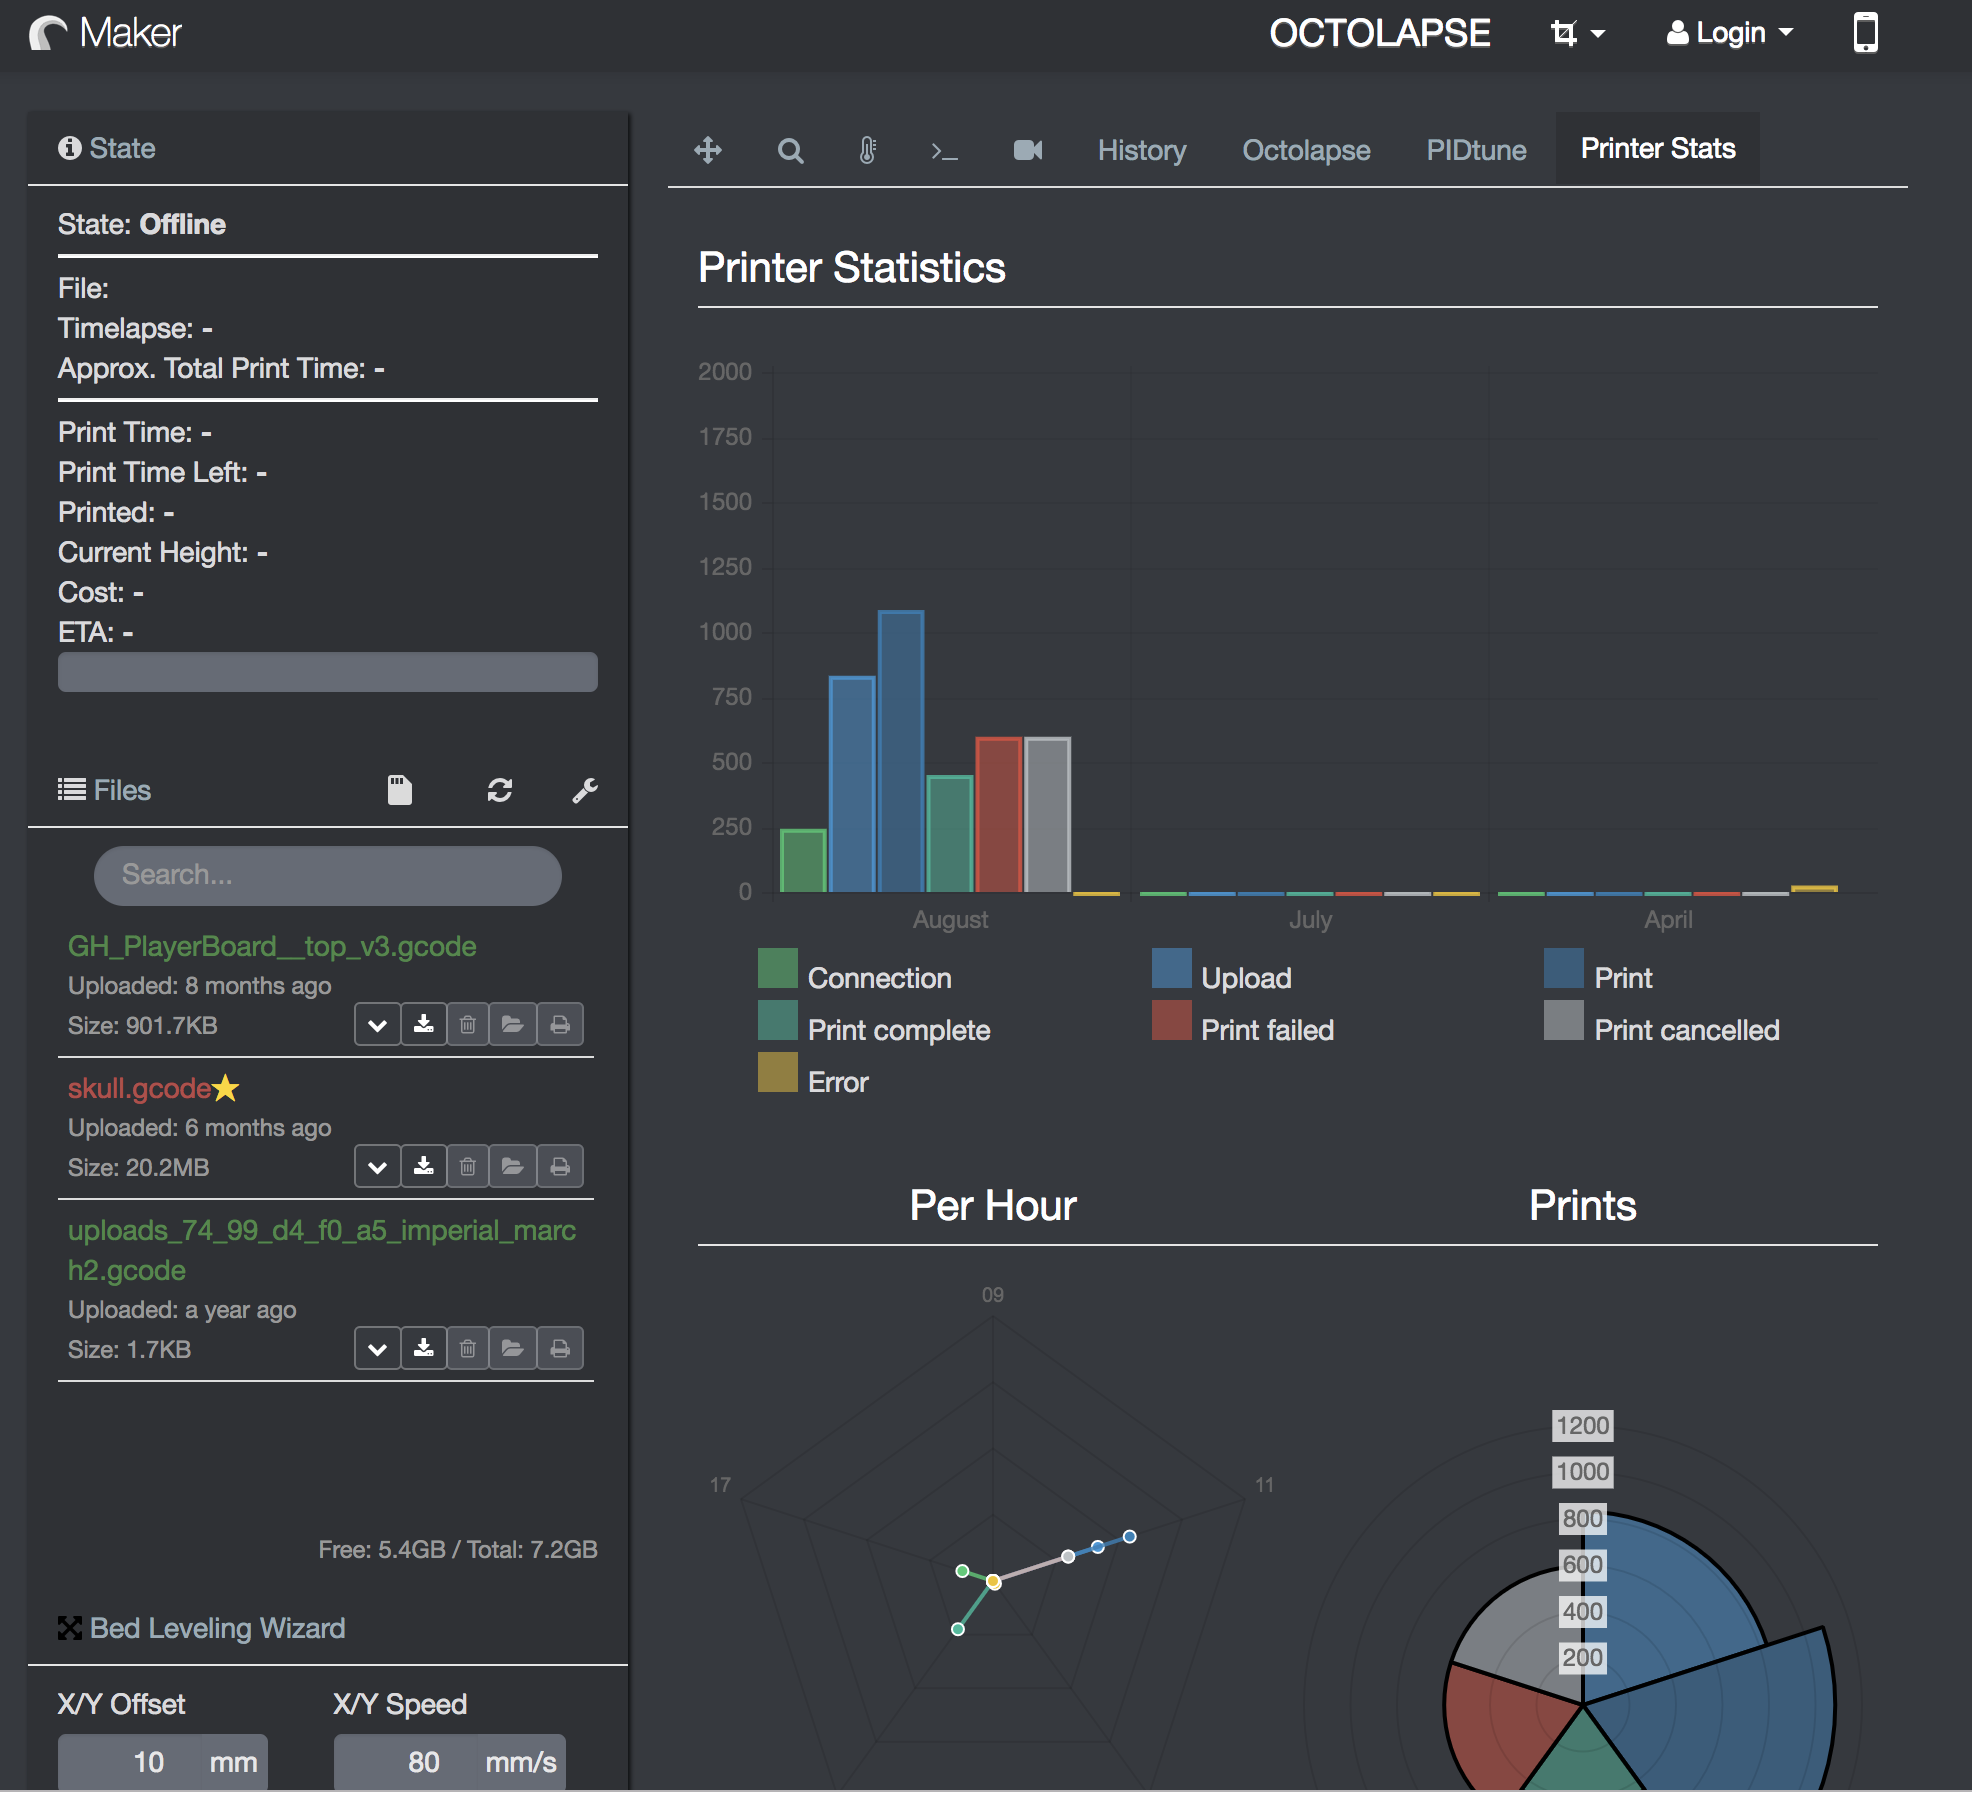 Maker
OCTOLAPSE
Login
State
State: Offline
File:
Timelapse: -
Approx. Total Print Time: -
Print Time: -
Print Time Left: -
Printed: -
Current Height: -
Cost: -
ETA: -
Files
Search...
GH_PlayerBoard__top_v3.gcode
Uploaded: 8 months ago
Size: 901.7KB
skull.gcode
Uploaded: 6 months ago
Size: 20.2MB
uploads_74_99_d4_f0_a5_imperial_marc
h2.gcode
Uploaded: a year ago
Size: 1.7KB
Free: 5.4GB / Total: 7.2GB
Bed Leveling Wizard
X/Y Offset
X/Y Speed
10 mm
80 mm/s
History
Octolapse
PIDtune
Printer Stats
Printer Statistics
2000
1750
1500
1250
1000
750
500
250
0
August
July
April
Connection
Upload
Print
Print complete
Print failed
Print cancelled
Error
Per Hour
09
17
11
Prints
1200
1000
800
600
400
200